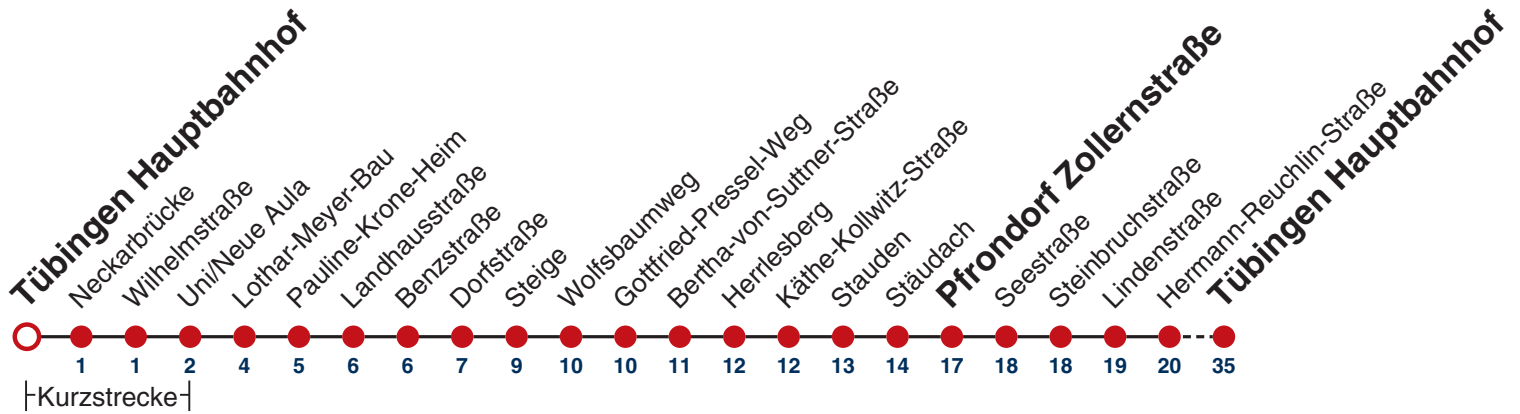 Tübingen Hauptbahnhof
Neckarbrücke
Wilhelmstraße
Uni/Neue Aula
Lothar-Meyer-Bau
Pauline-Krone-Heim
Landhausstraße
Benzstraße
Dorfstraße
Steige
Wolfsbaumweg
Gottfried-Pressel-Weg
Bertha-von-Suttner-Straße
Herrlesberg
Käthe-Kollwitz-Straße
Stauden
Stäudach
Pfrondorf Zollernstraße
Seestraße
Steinbruchstraße
Lindenstraße
Hermann-Reuchlin-Straße
Tübingen Hauptbahnhof
1 1 2 4 5 6 6 7 9 10 10 11 12 12 13 14 17 18 18 19 20 35
Kurzstrecke